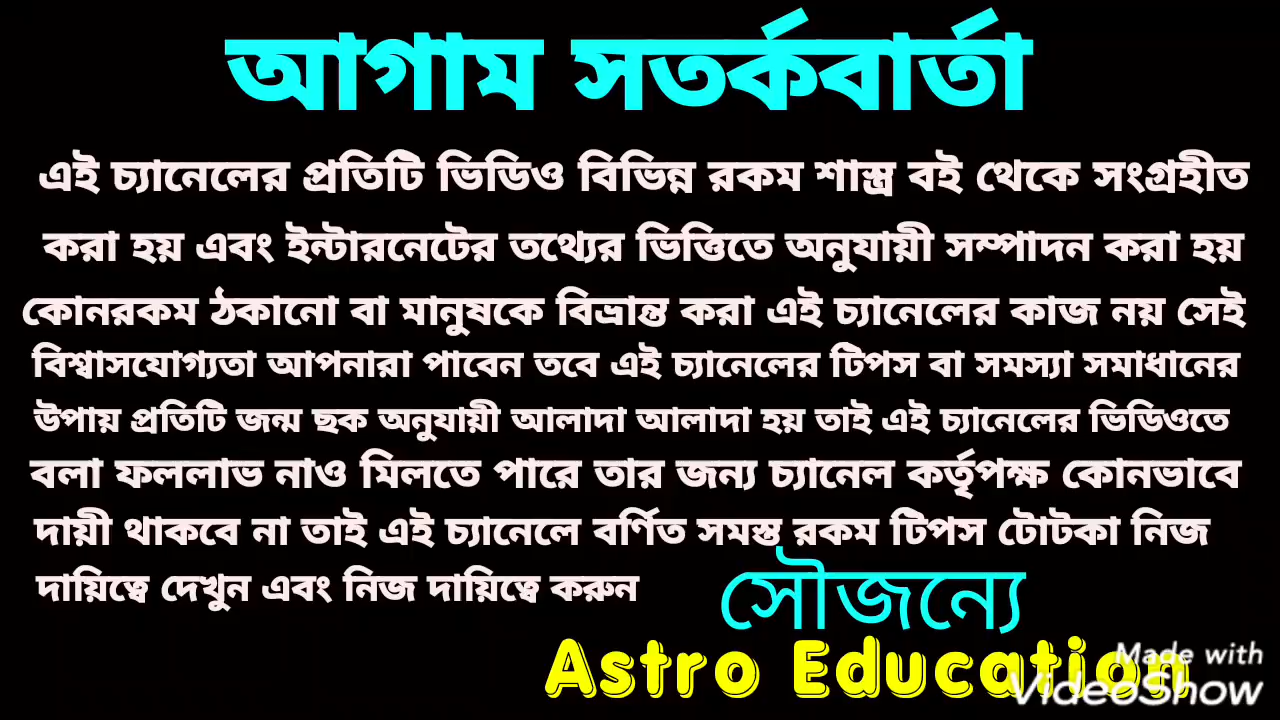 আগাম সতর্কবার্তা
এই চ্যানেলের প্রতিটি ভিডিও বিভিন্ন রকম শাস্ত্র বই থেকে সংগ্রহীত
করা হয় এবং ইন্টারনেটের তথ্যের ভিত্তিতে অনুযায়ী সম্পাদন করা হয়
কোনরকম ঠকানো বা মানুষকে বিভ্রান্ত করা এই চ্যানেলের কাজ নয় সেই
বিশ্বাসযোগ্যতা আপনারা পাবেন তবে এই চ্যানেলের টিপস বা সমস্যা সমাধানের
উপায় প্রতিটি জন্ম ছক অনুযায়ী আলাদা আলাদা হয় তাই এই চ্যানেলের ভিডিওতে
বলা ফললাভ নাও মিলতে পারে তার জন্য চ্যানেল কর্তৃপক্ষ কোনভাবে
দায়ী থাকবে না তাই এই চ্যানেলে বর্ণিত সমস্ত রকম টিপস টোটকা নিজ
দায়িত্বে দেখুন এবং নিজ দায়িত্বে করুন
সৌজন্যে
Astro Education
Made with
VideoShow